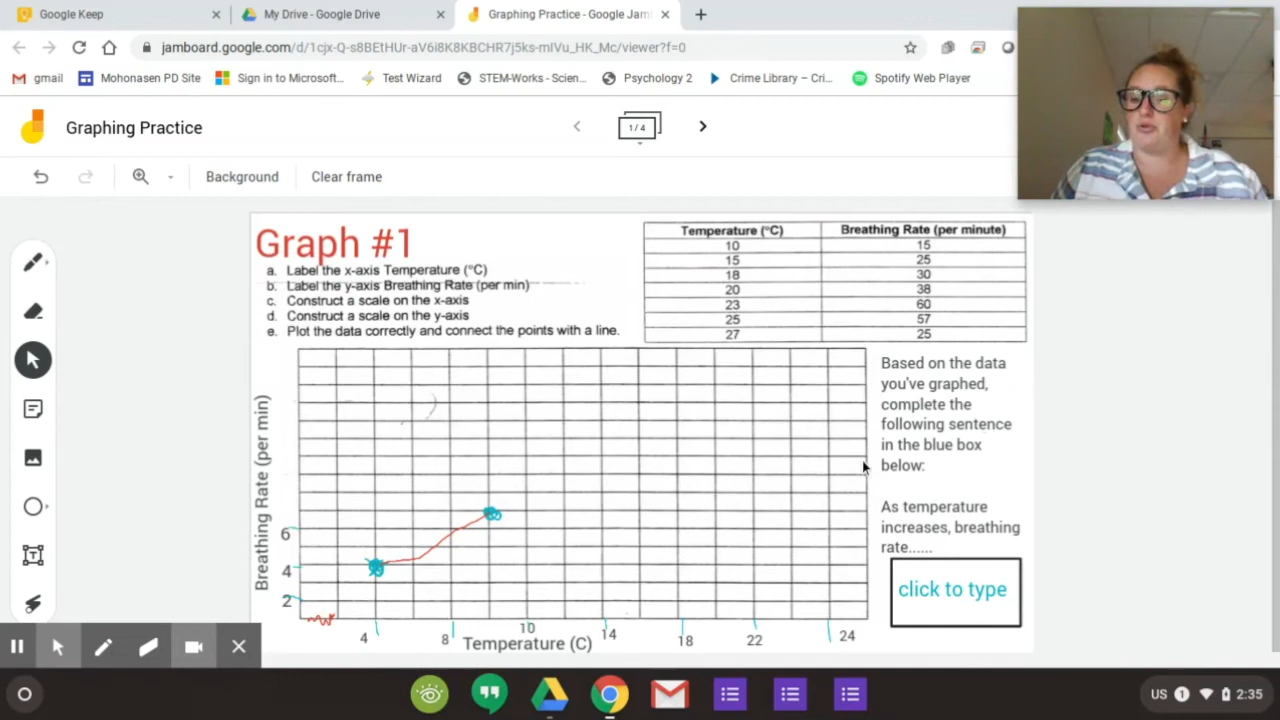 Google Keep
My Drive - Google Drive
Graphing Practice - Google Jam
jamboard.google.com/d/1cjx-Q-s8BEtHUr-aV6i8K8KBCHR7j5ks-mIVu_HK_Mc/viewer?f=0
gmail Mohonasen PD Site Sign in to Microsoft... Test Wizard STEM-Works - Scien... Psychology 2 Crime Library – Cri... Spotify Web Player
Graphing Practice
1 / 4
Background Clear frame
Graph #1
a. Label the x-axis Temperature (°C)
b. Label the y-axis Breathing Rate (per min)
c. Construct a scale on the x-axis
d. Construct a scale on the y-axis
e. Plot the data correctly and connect the points with a line.
Temperature (°C) Breathing Rate (per minute)
10 15
15 25
18 30
20 38
23 60
25 57
27 25
Based on the data
you've graphed,
complete the
following sentence
in the blue box
below:
As temperature
increases, breathing
rate......
click to type
Breathing Rate (per min)
6
4
2
4 8 10 14 18 22 24
Temperature (C)
US 1 2:35